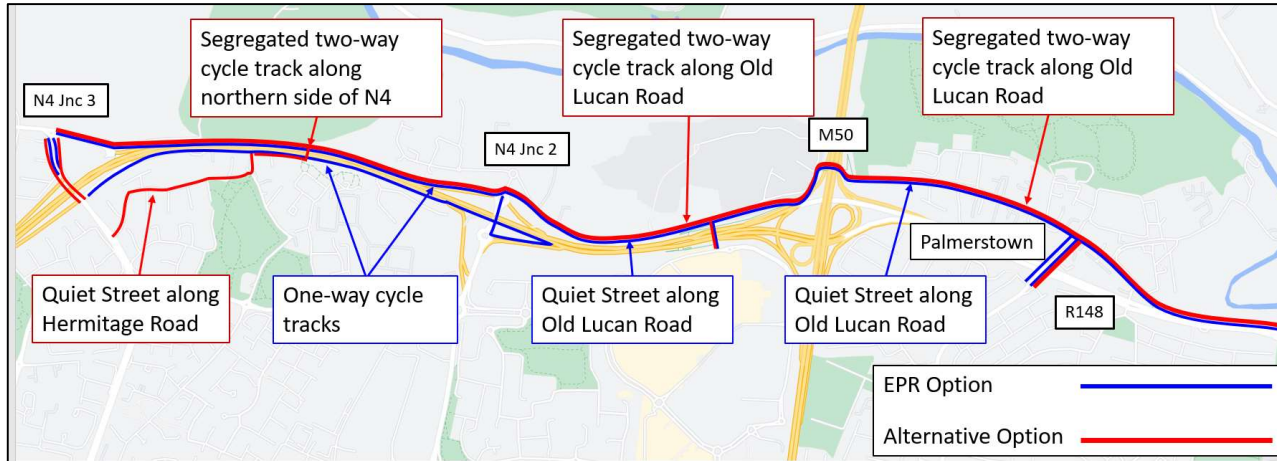 Segregated two-way
cycle track along
northern side of N4
Segregated two-way
cycle track along Old
Lucan Road
Segregated two-way
cycle track along Old
Lucan Road
N4 Jnc 3
N4 Jnc 2
M50
Palmerstown
R148
Quiet Street along
Hermitage Road
One-way cycle
tracks
Quiet Street along
Old Lucan Road
Quiet Street along
Old Lucan Road
EPR Option
Alternative Option